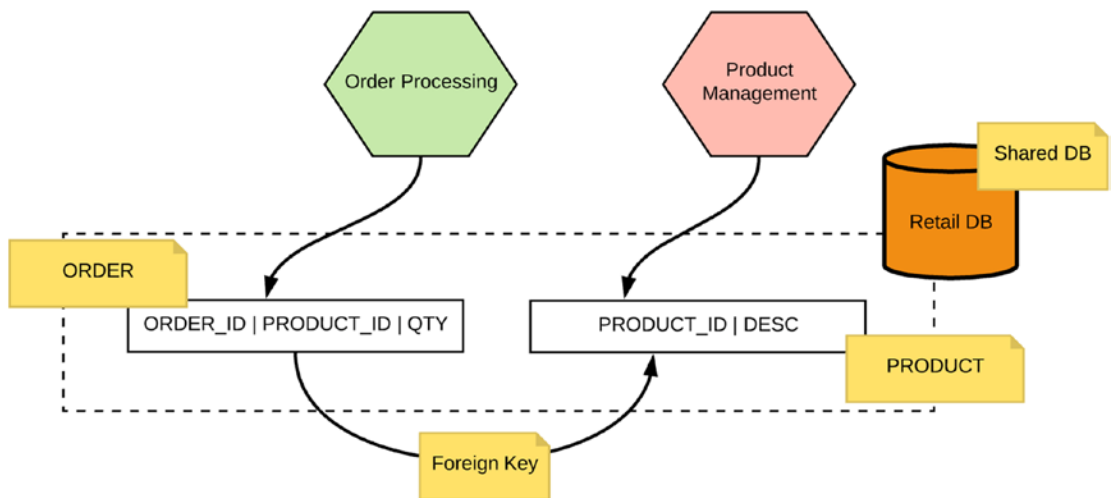 Order Processing
Product
Management
Shared DB
Retail DB
ORDER
ORDER_ID | PRODUCT_ID | QTY
PRODUCT_ID | DESC
PRODUCT
Foreign Key